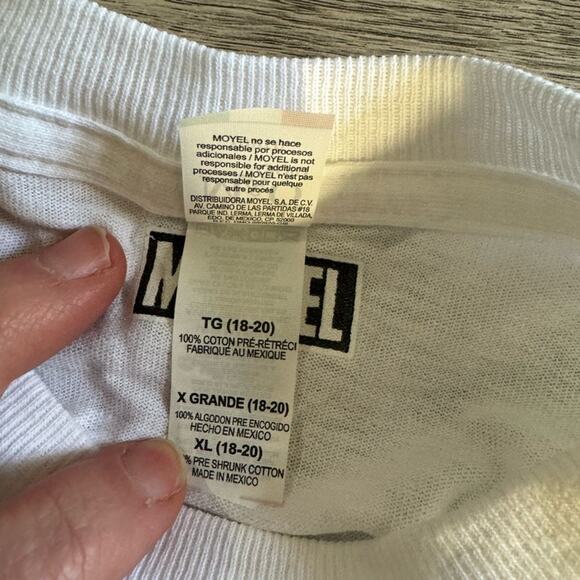 MOYEL no se hace
responsable por procesos
adicionales / MOYEL is not
responsible for additional
processes / MOYEL n'est pas
responsable pour quelque
autre procés
DISTRIBUIDORA MOYEL, S.A. DE C.V.
AV. CAMINO DE LAS PARTIDAS #18
PARQUE IND. LERMA, LERMA DE VILLADA,
EDO. DE MEXICO, CP. 52000
M EL
TG (18-20)
100% COTON PRÉ-RÉTRÉCI
FABRIQUÉ AU MEXIQUE
X GRANDE (18-20)
100% ALGODON PRE ENCOGIDO
HECHO EN MEXICO
XL (18-20)
% PRE SHRUNK COTTON
MADE IN MEXICO